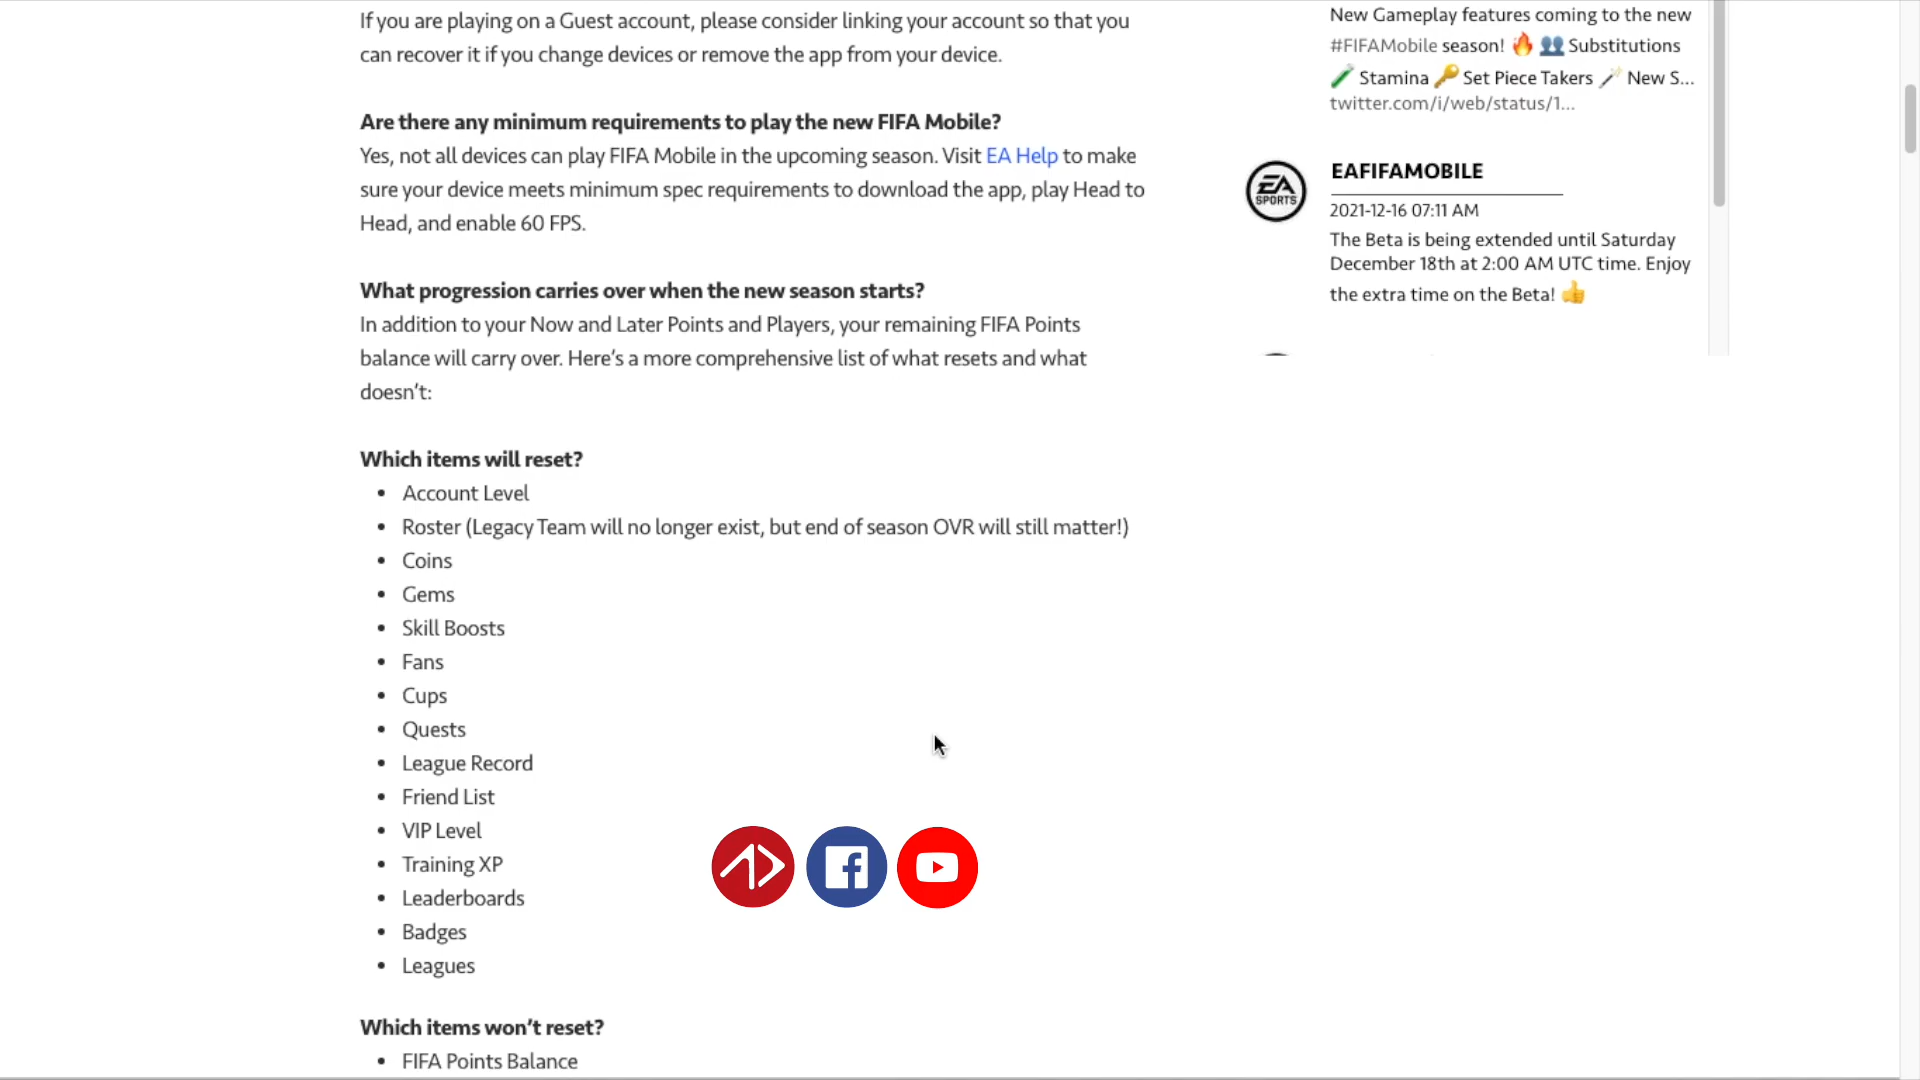 If you are playing on a Guest account, please consider linking your account so that you
can recover it if you change devices or remove the app from your device.
Are there any minimum requirements to play the new FIFA Mobile?
Yes, not all devices can play FIFA Mobile in the upcoming season. Visit EA Help to make
sure your device meets minimum spec requirements to download the app, play Head to
Head, and enable 60 FPS.
What progression carries over when the new season starts?
In addition to your Now and Later Points and Players, your remaining FIFA Points
balance will carry over. Here's a more comprehensive list of what resets and what
doesn't:
Which items will reset?
• Account Level
• Roster (Legacy Team will no longer exist, but end of season OVR will still matter!)
• Coins
• Gems
• Skill Boosts
• Fans
• Cups
• Quests
• League Record
• Friend List
• VIP Level
• Training XP
• Leaderboards
• Badges
• Leagues
Which items won't reset?
• FIFA Points Balance
New Gameplay features coming to the new
#FIFAMobile season! 🔥 👥 Substitutions
🧪 Stamina 🔑 Set Piece Takers 🪄 New S...
twitter.com/i/web/status/1...
EA
SPORTS
EAFIFAMOBILE
2021-12-16 07:11 AM
The Beta is being extended until Saturday
December 18th at 2:00 AM UTC time. Enjoy
the extra time on the Beta! 👍